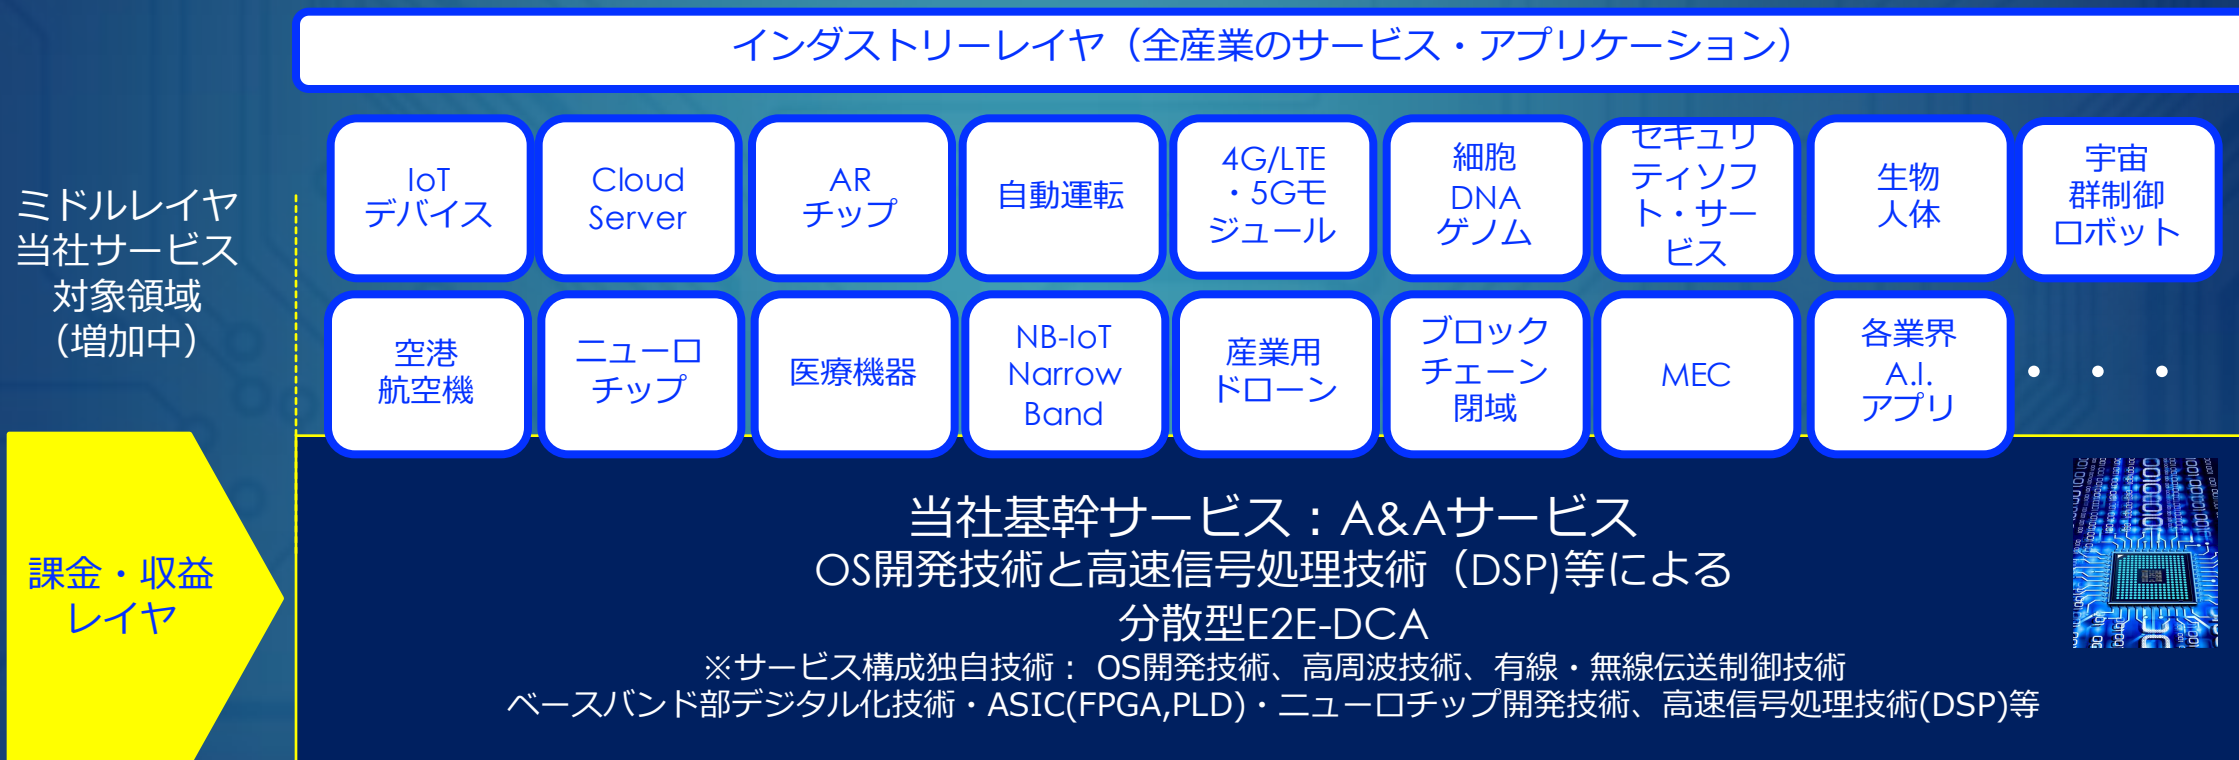 インダストリーレイヤ（全産業のサービス・アプリケーション）
ミドルレイヤ
当社サービス
対象領域
（増加中）
IoT
デバイス
Cloud
Server
AR
チップ
自動運転
4G/LTE
・5Gモ
ジュール
細胞
DNA
ゲノム
セキュリ
ティソフ
ト・サー
ビス
生物
人体
宇宙
群制御
ロボット
空港
航空機
ニューロ
チップ
医療機器
NB-IoT
Narrow
Band
産業用
ドローン
ブロック
チェーン
閉域
MEC
各業界
A.I.
アプリ
・・・
課金・収益
レイヤ
当社基幹サービス：A&Aサービス
OS開発技術と高速信号処理技術（DSP)等による
分散型E2E-DCA
※サービス構成独自技術： OS開発技術、高周波技術、有線・無線伝送制御技術
ベースバンド部デジタル化技術・ASIC(FPGA,PLD)・ニューロチップ開発技術、高速信号処理技術(DSP)等